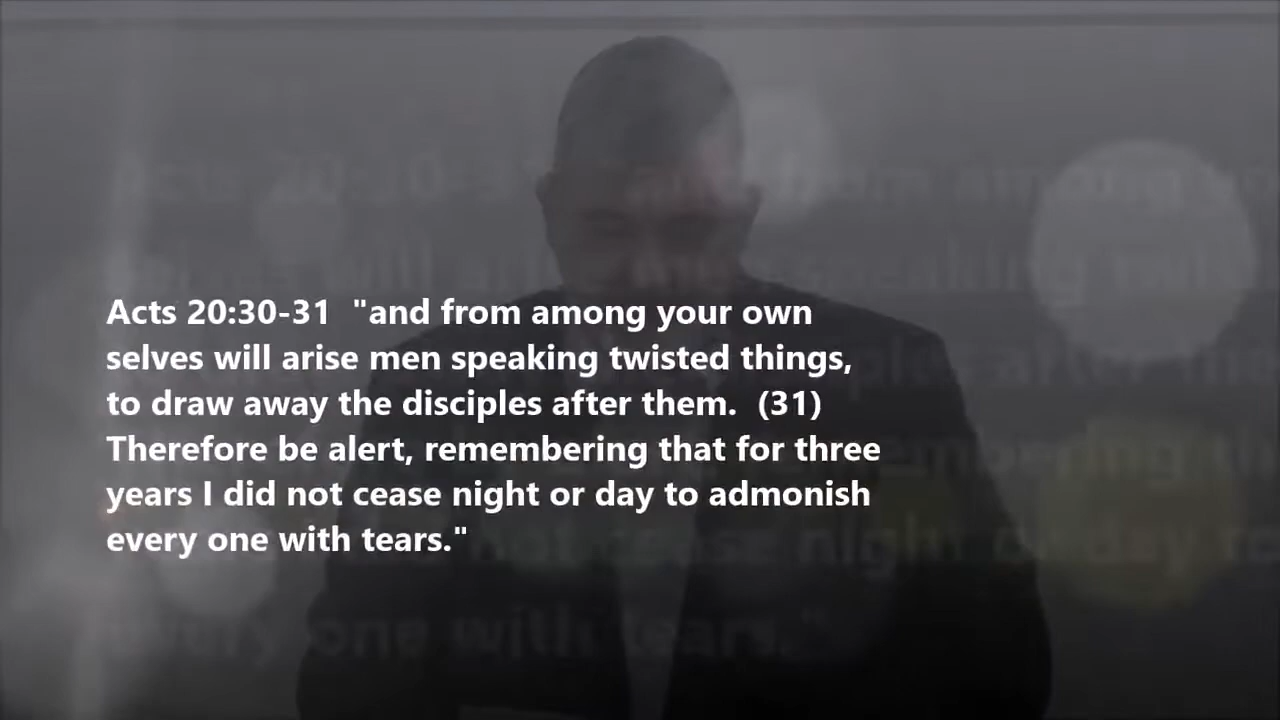 Acts 20:30-31  "and from among your own
selves will arise men speaking twisted things,
to draw away the disciples after them.  (31)
Therefore be alert, remembering that for three
years I did not cease night or day to admonish
every one with tears."